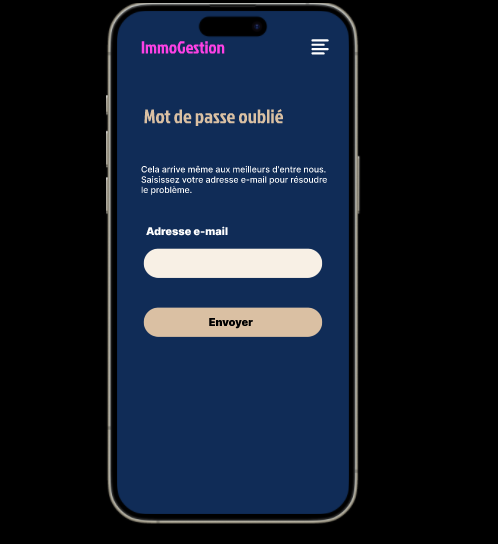 ImmoGestion
Mot de passe oublié
Cela arrive même aux meilleurs d'entre nous.
Saisissez votre adresse e-mail pour résoudre
le problème.
Adresse e-mail
Envoyer